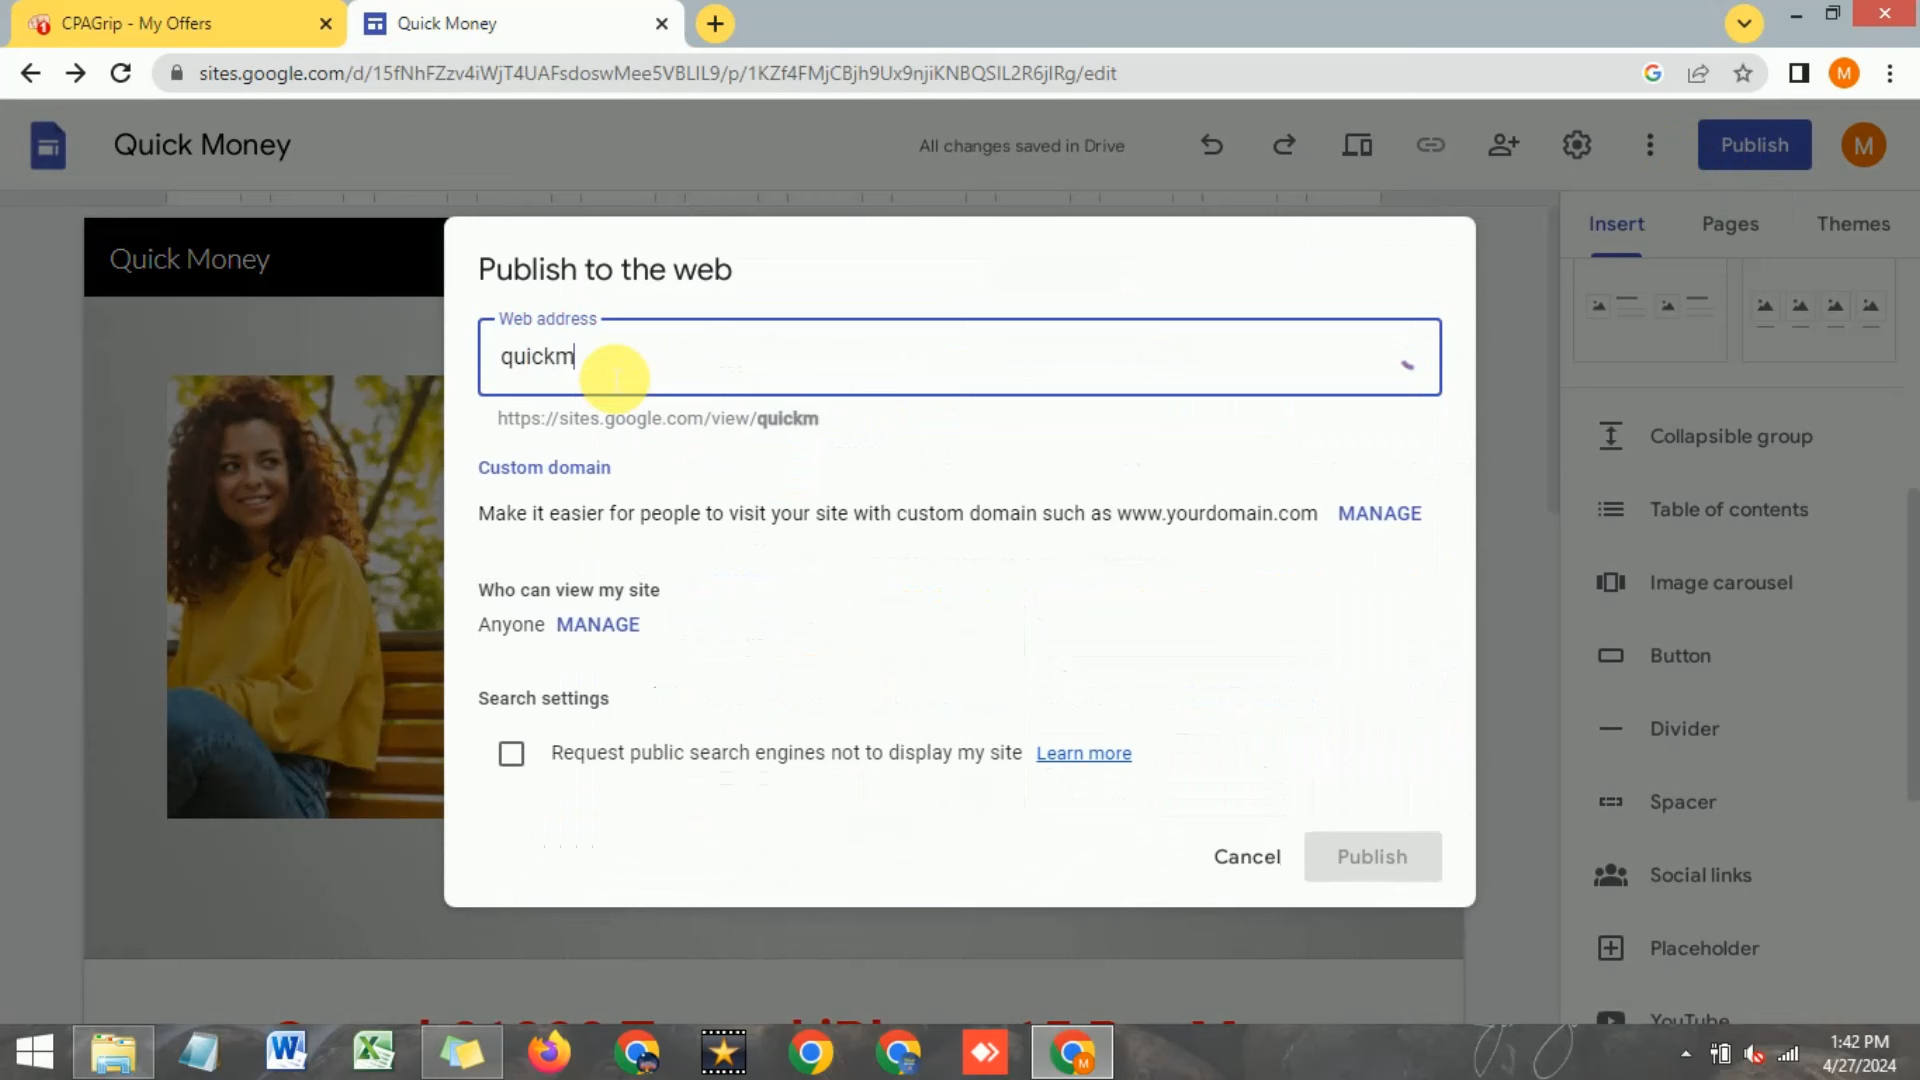 CPAGrip - My Offers
Quick Money
sites.google.com/d/15fNhFZzv4iWjT4UAFsdoswMee5VBLIL9/p/1KZf4FMjCBjh9Ux9njiKNBQSIL2R6jIRg/edit
M
Quick Money
All changes saved in Drive
Publish
M
Insert
Pages
Themes
Quick Money
Publish to the web
Web address
quickm
https://sites.google.com/view/quickm
Custom domain
Make it easier for people to visit your site with custom domain such as www.yourdomain.com MANAGE
Who can view my site
Anyone MANAGE
Search settings
Request public search engines not to display my site Learn more
Cancel
Publish
Collapsible group
Table of contents
Image carousel
Button
Divider
Spacer
Social links
Placeholder
YouTube
1:42 PM
4/27/2024